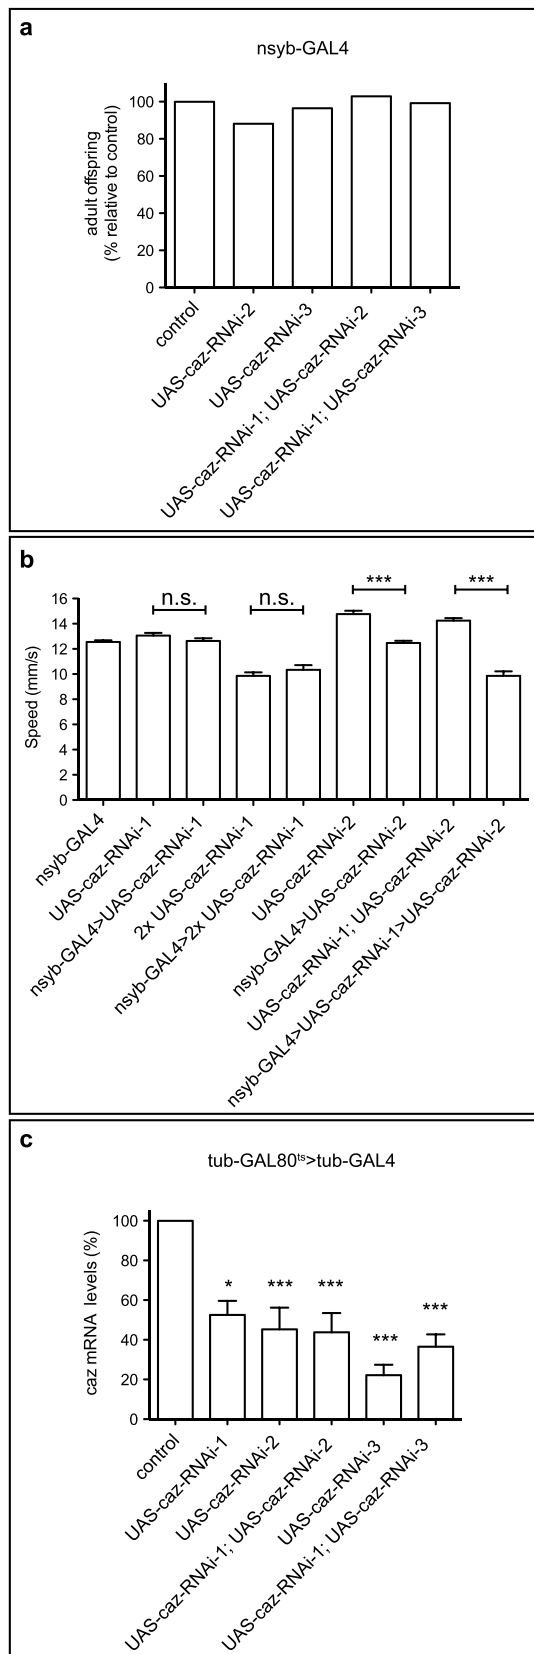 a
nsyb-GAL4
adult offspring
(% relative to control)
100
80
60
40
20
0
control
UAS-caz-RNAi-2
UAS-caz-RNAi-3
UAS-caz-RNAi-1; UAS-caz-RNAi-2
UAS-caz-RNAi-1; UAS-caz-RNAi-3
b
Speed (mm/s)
16
14
12
10
8
6
4
2
0
n.s.
n.s.
***
***
nsyb-GAL4
UAS-caz-RNAi-1
nsyb-GAL4>UAS-caz-RNAi-1
2x UAS-caz-RNAi-1
nsyb-GAL4>2x UAS-caz-RNAi-1
UAS-caz-RNAi-2
nsyb-GAL4>UAS-caz-RNAi-2
UAS-caz-RNAi-1; UAS-caz-RNAi-2
nsyb-GAL4>UAS-caz-RNAi-1>UAS-caz-RNAi-2
c
tub-GAL80ts>tub-GAL4
caz mRNA levels (%)
100
80
60
40
20
0
*
***
***
***
***
control
UAS-caz-RNAi-1
UAS-caz-RNAi-2
UAS-caz-RNAi-1; UAS-caz-RNAi-2
UAS-caz-RNAi-3
UAS-caz-RNAi-1; UAS-caz-RNAi-3